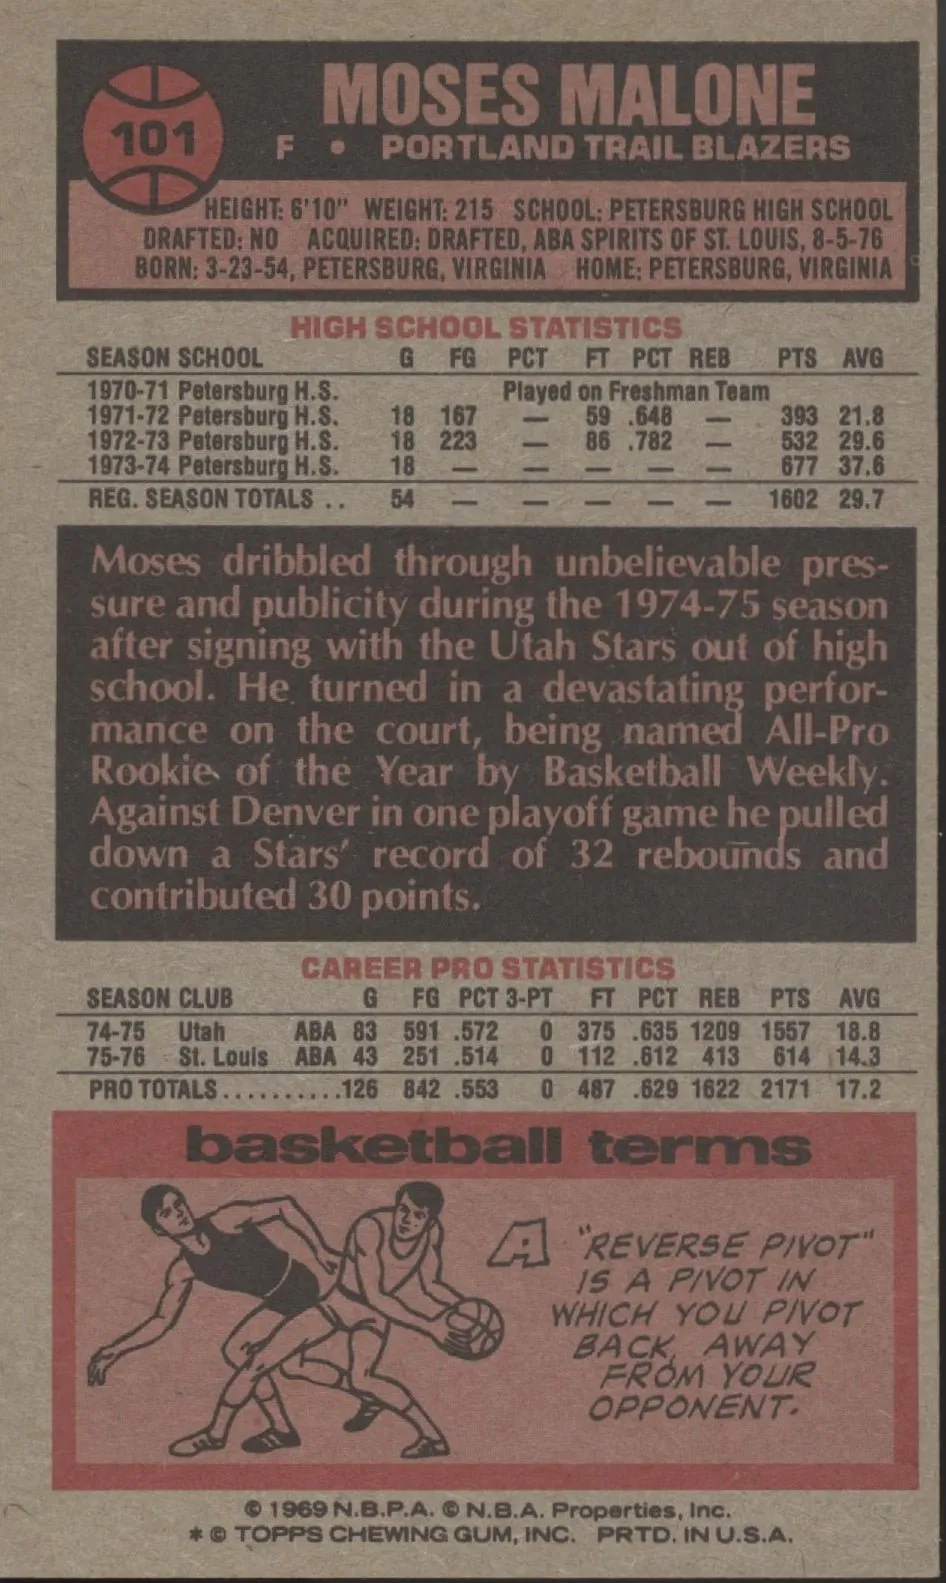 101
MOSES MALONE
F • PORTLAND TRAIL BLAZERS
HEIGHT: 6'10" WEIGHT: 215 SCHOOL: PETERSBURG HIGH SCHOOL
DRAFTED: NO ACQUIRED: DRAFTED, ABA SPIRITS OF ST. LOUIS, 8-5-76
BORN: 3-23-54, PETERSBURG, VIRGINIA HOME: PETERSBURG, VIRGINIA
HIGH SCHOOL STATISTICS
SEASON SCHOOL G FG PCT FT PCT REB PTS AVG
1970-71 Petersburg H.S. Played on Freshman Team
1971-72 Petersburg H.S. 18 167 — 59 .648 — 393 21.8
1972-73 Petersburg H.S. 18 223 — 86 .782 — 532 29.6
1973-74 Petersburg H.S. 18 — — — — — 677 37.6
REG. SEASON TOTALS .. 54 — — — — — 1602 29.7
Moses dribbled through unbelievable pres-
sure and publicity during the 1974-75 season
after signing with the Utah Stars out of high
school. He turned in a devastating perfor-
mance on the court, being named All-Pro
Rookie of the Year by Basketball Weekly.
Against Denver in one playoff game he pulled
down a Stars' record of 32 rebounds and
contributed 30 points.
CAREER PRO STATISTICS
SEASON CLUB G FG PCT 3-PT FT PCT REB PTS AVG
74-75 Utah ABA 83 591 .572 0 375 .635 1209 1557 18.8
75-76 St. Louis ABA 43 251 .514 0 112 .612 413 614 14.3
PRO TOTALS..........126 842 .553 0 487 .629 1622 2171 17.2
basketball terms
A "REVERSE PIVOT"
IS A PIVOT IN
WHICH YOU PIVOT
BACK, AWAY
FROM YOUR
OPPONENT.
© 1969 N.B.P.A. © N.B.A. Properties, Inc.
* © TOPPS CHEWING GUM, INC. PRTD. IN U.S.A.